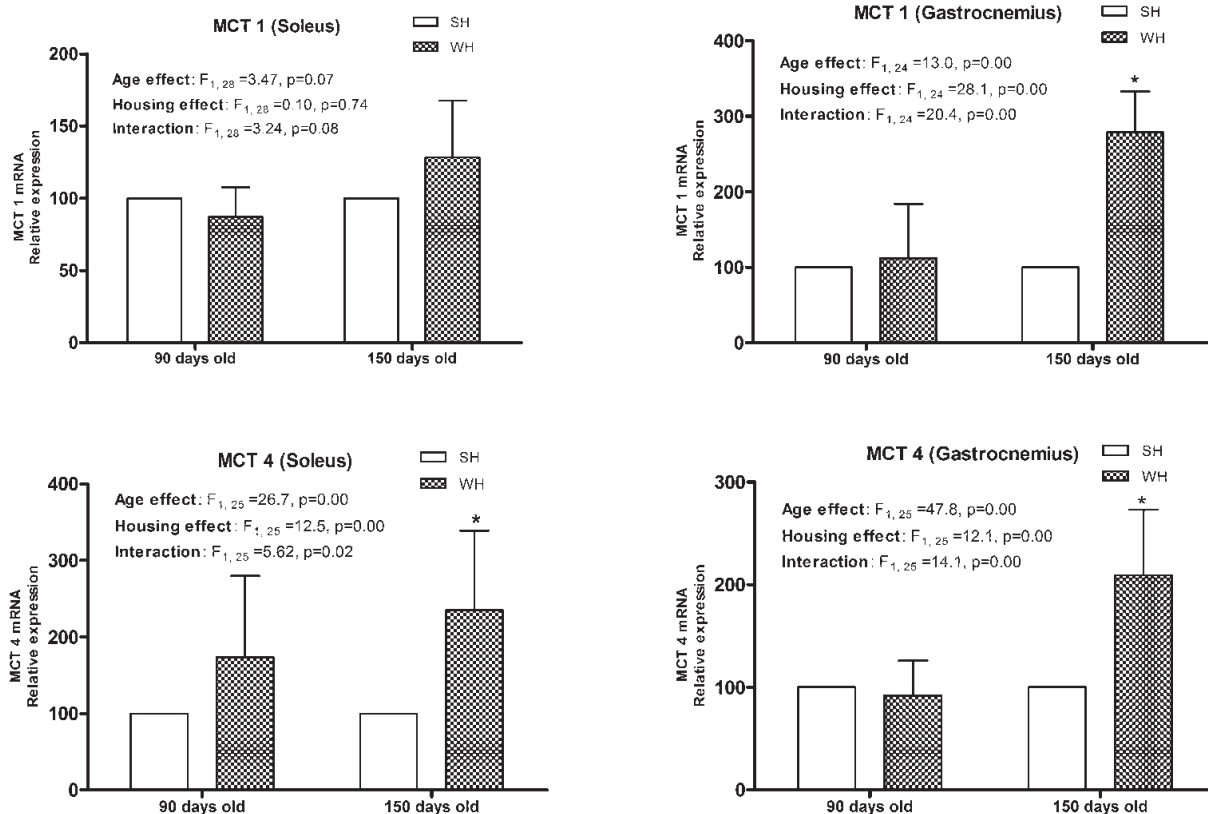 MCT 1 (Soleus)
SH
WH
Age effect: F1, 28 =3.47, p=0.07
Housing effect: F1, 28 =0.10, p=0.74
Interaction: F1, 28 =3.24, p=0.08
MCT 1 mRNA
Relative expression
200
150
100
50
0
90 days old
150 days old
MCT 1 (Gastrocnemius)
SH
WH
Age effect: F1, 24 =13.0, p=0.00
Housing effect: F1, 24 =28.1, p=0.00
Interaction: F1, 24 =20.4, p=0.00
*
MCT 1 mRNA
Relative expression
400
300
200
100
0
90 days old
150 days old
MCT 4 (Soleus)
SH
WH
Age effect: F1, 25 =26.7, p=0.00
Housing effect: F1, 25 =12.5, p=0.00
Interaction: F1, 25 =5.62, p=0.02
*
MCT 4 mRNA
Relative expression
400
300
200
100
0
90 days old
150 days old
MCT 4 (Gastrocnemius)
SH
WH
Age effect: F1, 25 =47.8, p=0.00
Housing effect: F1, 25 =12.1, p=0.00
Interaction: F1, 25 =14.1, p=0.00
*
MCT 4 mRNA
Relative expression
300
200
100
0
90 days old
150 days old